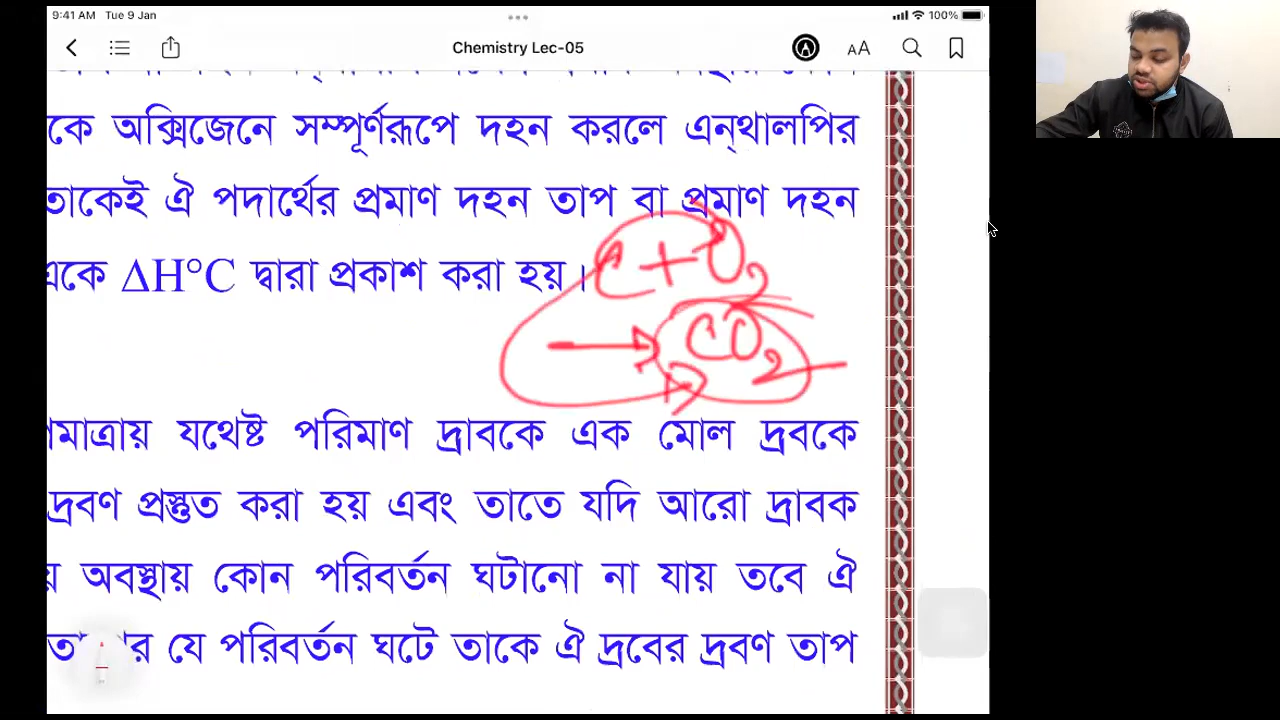 9:41 AM Tue 9 Jan 100%
Chemistry Lec-05
AA
কে অক্সিজেনে সম্পূর্ণরূপে দহন করলে এন্থালপির
তাকেই ঐ পদার্থের প্রমাণ দহন তাপ বা প্রমাণ দহন
একে ΔH°C দ্বারা প্রকাশ করা হয়।
C + O₂
→ CO₂
যথেষ্ট পরিমাণ দ্রাবকে এক মোল দ্রবকে
দ্রবণ প্রস্তুত করা হয় এবং তাতে যদি আরো দ্রাবক
য় অবস্থায় কোন পরিবর্তন ঘটানো না যায় তবে ঐ
র যে পরিবর্তন ঘটে তাকে ঐ দ্রবের দ্রবণ তাপ